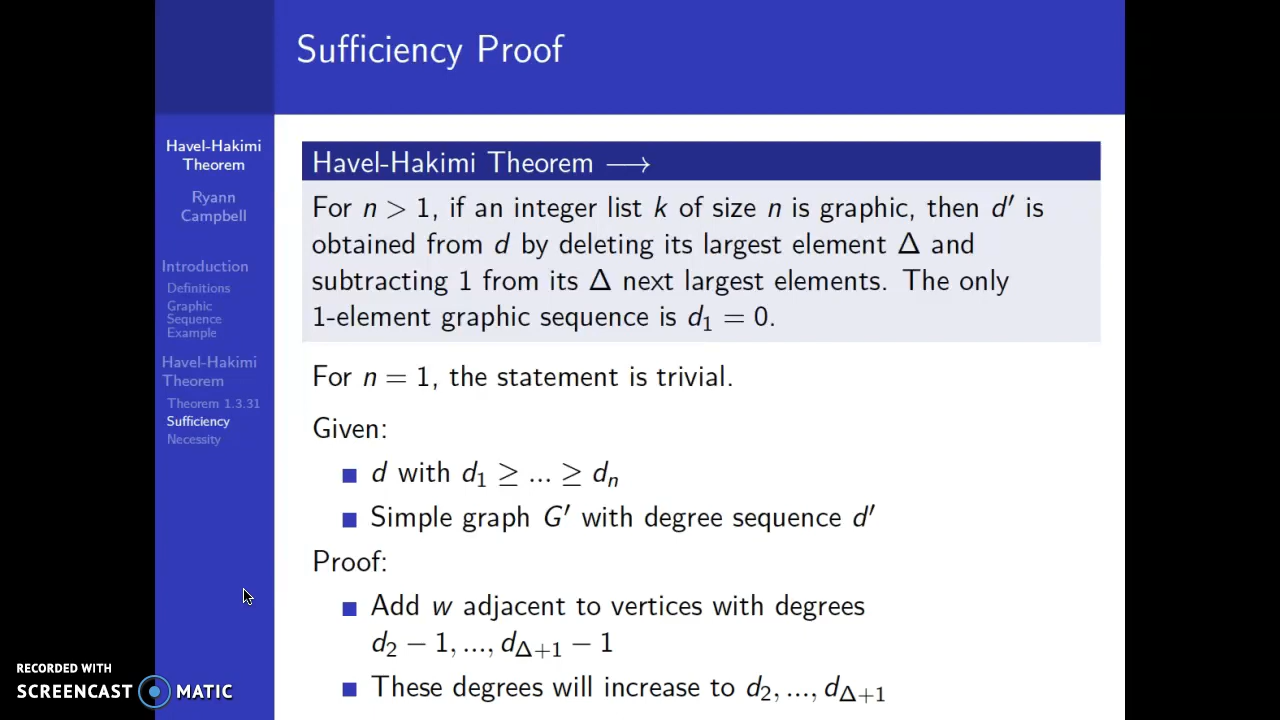 Sufficiency Proof
Havel-Hakimi
Theorem
Ryann
Campbell
Introduction
Definitions
Graphic
Sequence
Example
Havel-Hakimi
Theorem
Theorem 1.3.31
Sufficiency
Necessity
Havel-Hakimi Theorem ⟶
For n > 1, if an integer list k of size n is graphic, then d′ is
obtained from d by deleting its largest element Δ and
subtracting 1 from its Δ next largest elements. The only
1-element graphic sequence is d₁ = 0.
For n = 1, the statement is trivial.
Given:
d with d₁ ≥ ... ≥ dₙ
Simple graph G′ with degree sequence d′
Proof:
Add w adjacent to vertices with degrees
d₂ − 1, ..., d_{Δ+1} − 1
These degrees will increase to d₂, ..., d_{Δ+1}
RECORDED WITH
SCREENCAST MATIC